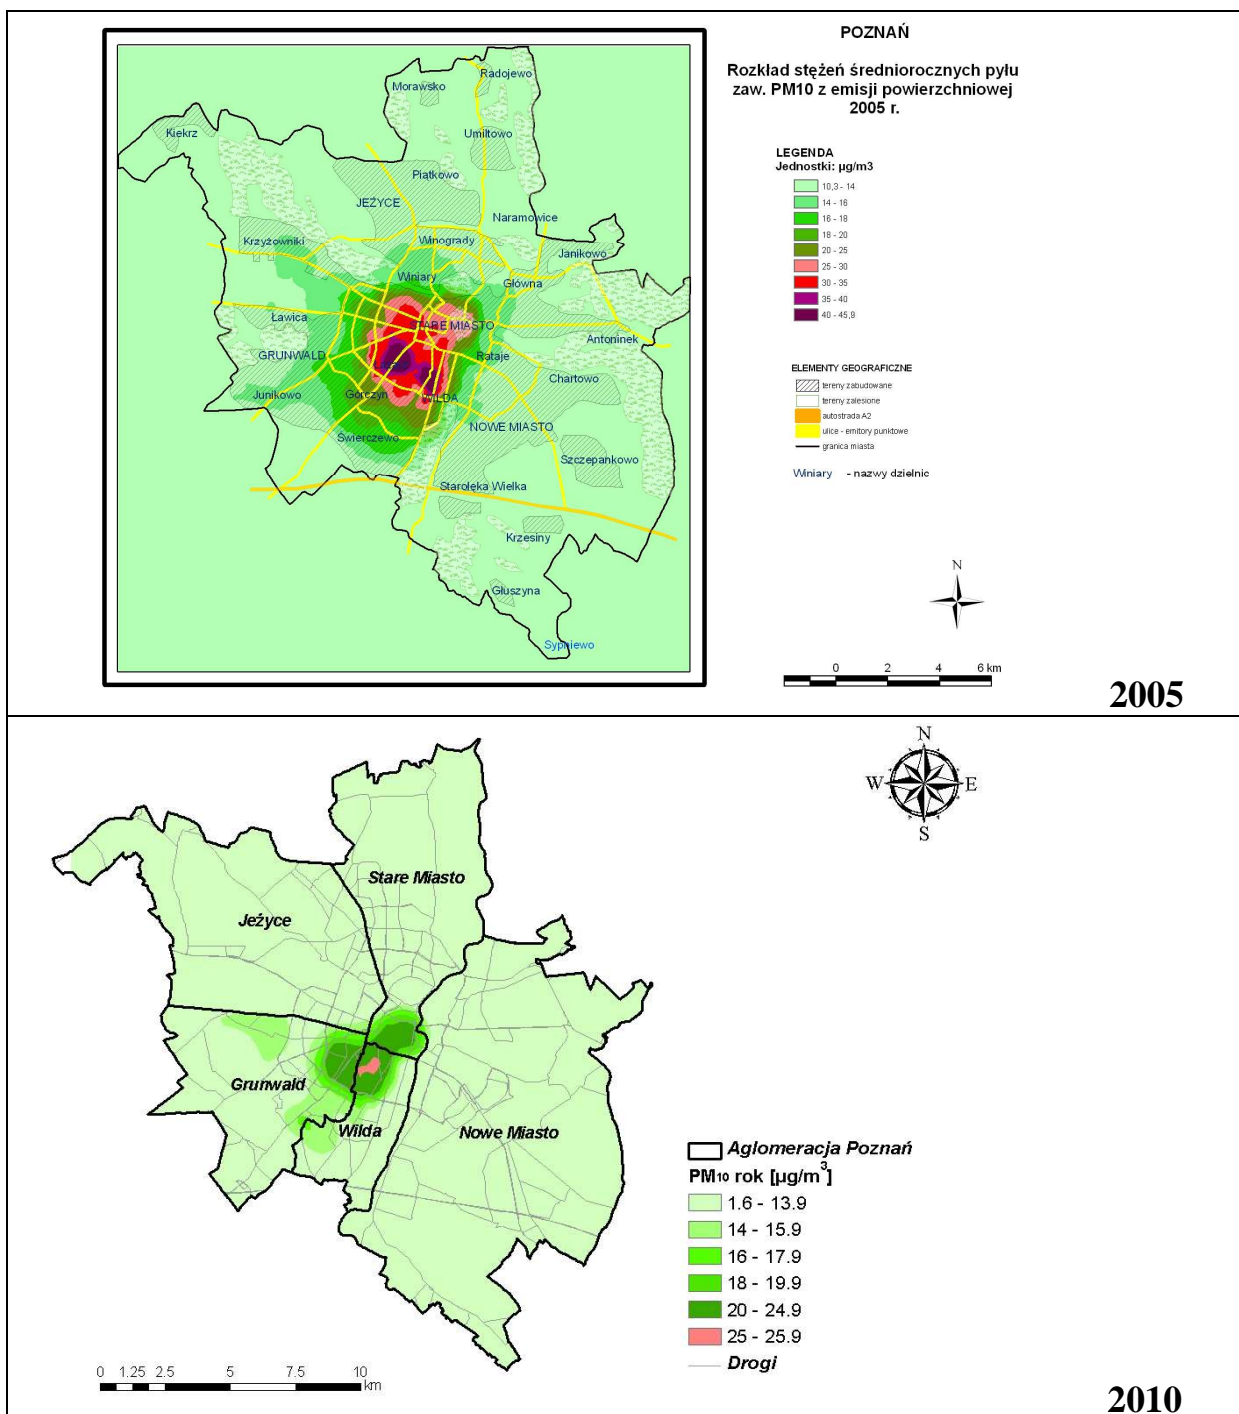 POZNAŃ
Rozkład stężeń średniorocznych pyłu
zaw. PM10 z emisji powierzchniowej
2005 r.
LEGENDA
Jednostki: µg/m3
10,3 - 14
14 - 16
16 - 18
18 - 20
20 - 25
25 - 30
30 - 35
35 - 40
40 - 45,8
ELEMENTY GEOGRAFICZNE
tereny zabudowane
tereny zalesione
autostrada A2
ulice - emitory punktowe
granica miasta
Winiary - nazwy dzielnic
Radojewo
Morawsko
Kiekrz
Umiltowo
Piatkowo
JEŻYCE
Naramowice
Krzyżowniki
Winogrady
Janikowo
Winiary
Główna
Ławica
STARE MIASTO
Antoninek
GRUNWALD
Rataje
Chartowo
Junikowo
Górczyn
WILDA
NOWE MIASTO
Świerczewo
Szczepankowo
Starołęka Wielka
Krzesiny
Głuszyna
Sypniewo
N
0 2 4 6 km
2005
N
W E
S
Stare Miasto
Jeżyce
Grunwald
Wilda
Nowe Miasto
Aglomeracja Poznań
PM10 rok [µg/m3]
1.6 - 13.9
14 - 15.9
16 - 17.9
18 - 19.9
20 - 24.9
25 - 25.9
Drogi
0 1.25 2.5 5 7.5 10
km
2010